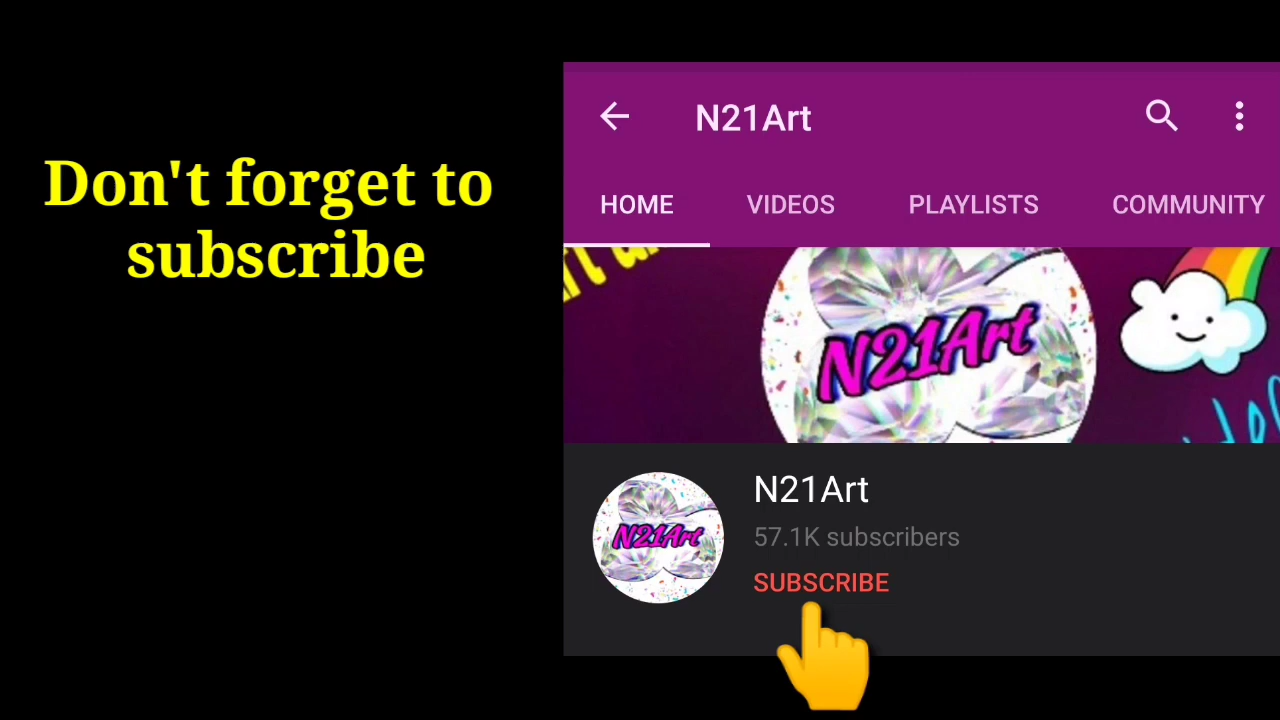 Don't forget to
subscribe
N21Art
HOME VIDEOS PLAYLISTS COMMUNITY
N21Art
N21Art
N21Art
57.1K subscribers
SUBSCRIBE